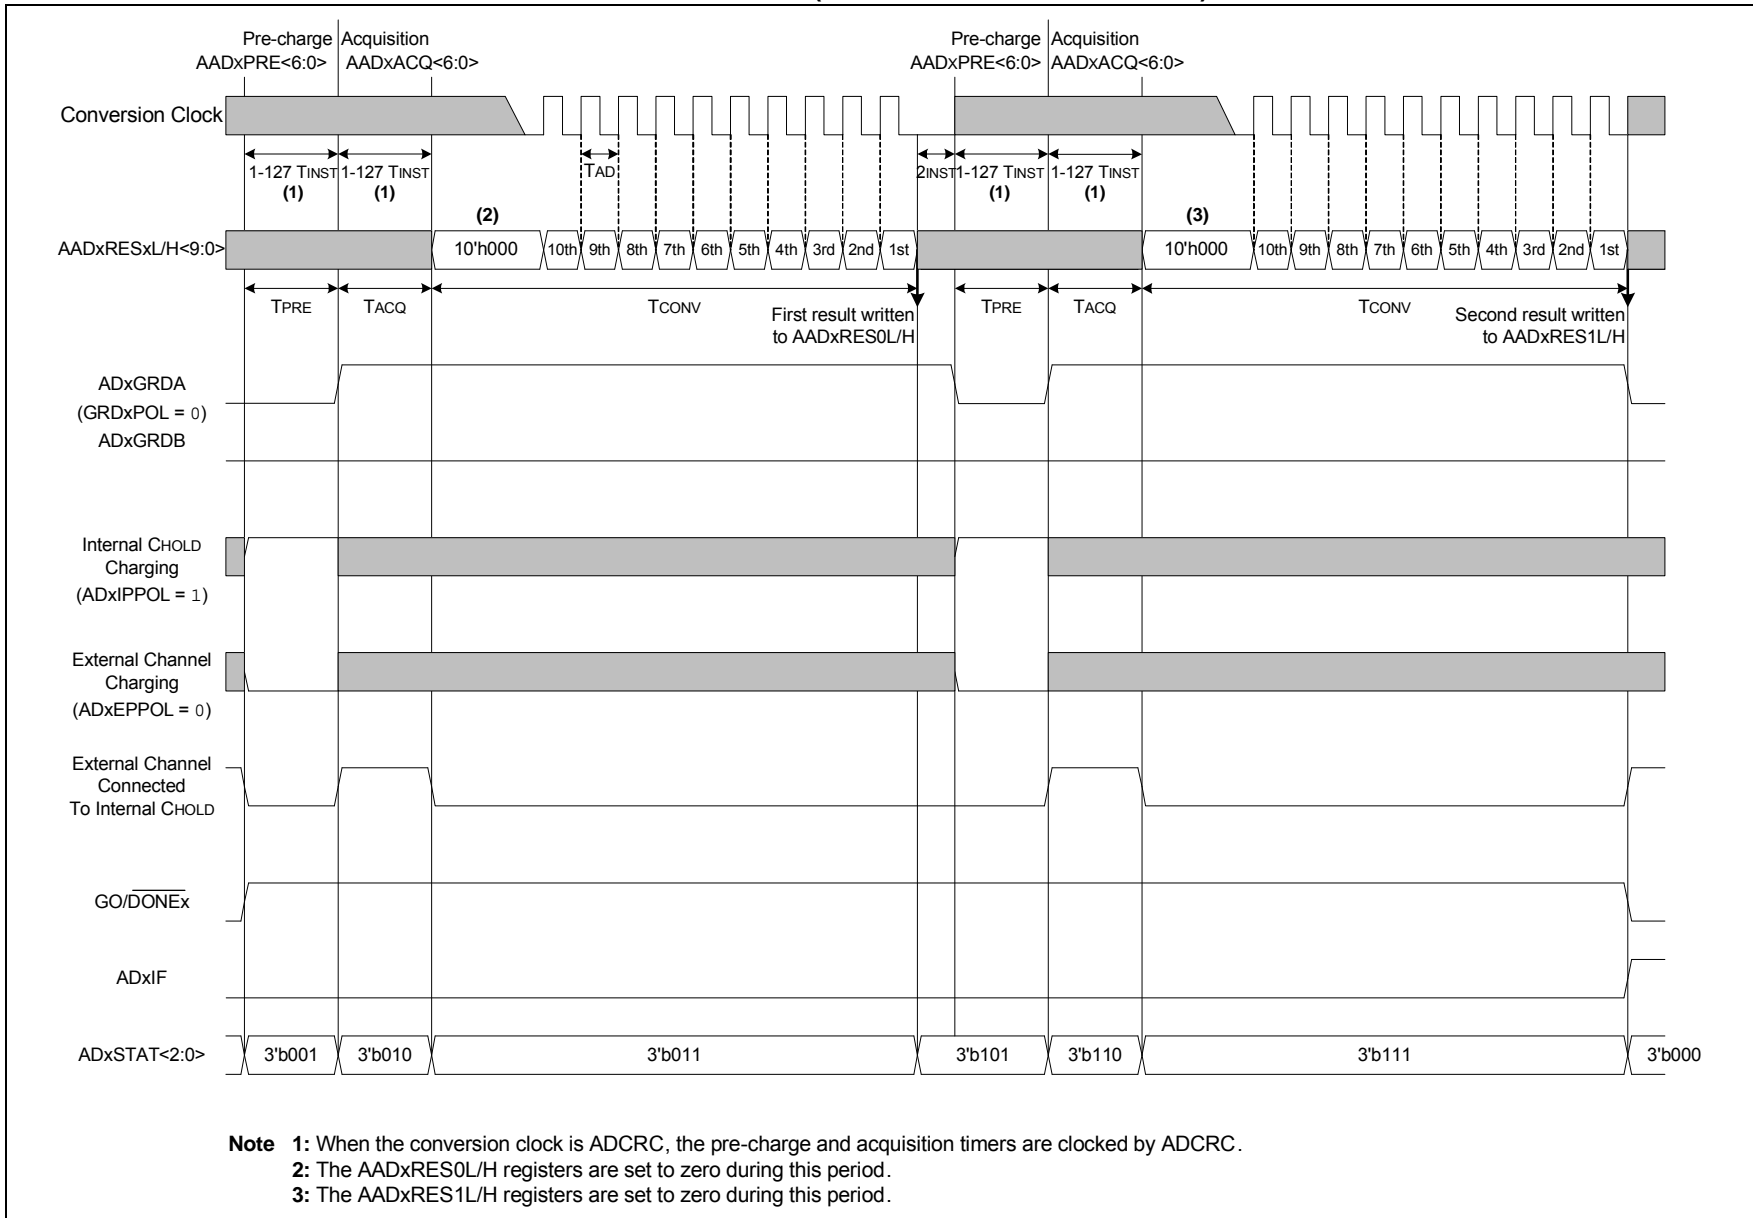 Pre-charge Acquisition Pre-charge Acquisition
AADxPRE<6:0> AADxACQ<6:0> AADxPRE<6:0> AADxACQ<6:0>
Conversion Clock
1-127 TINST 1-127 TINST TAD 2INST 1-127 TINST 1-127 TINST
(1) (1) (1) (1)
(2) (3)
AADxRESxL/H<9:0> 10'h000 10th 9th 8th 7th 6th 5th 4th 3rd 2nd 1st 10'h000 10th 9th 8th 7th 6th 5th 4th 3rd 2nd 1st
TPRE TACQ TCONV TPRE TACQ TCONV
First result written
to AADxRES0L/H
Second result written
to AADxRES1L/H
ADxGRDA
(GRDxPOL = 0)
ADxGRDB
Internal CHOLD
Charging
(ADxIPPOL = 1)
External Channel
Charging
(ADxEPPOL = 0)
External Channel
Connected
To Internal CHOLD
GO/DONEx
ADxIF
ADxSTAT<2:0> 3'b001 3'b010 3'b011 3'b101 3'b110 3'b111 3'b000
Note 1: When the conversion clock is ADCRC, the pre-charge and acquisition timers are clocked by ADCRC.
2: The AADxRES0L/H registers are set to zero during this period.
3: The AADxRES1L/H registers are set to zero during this period.